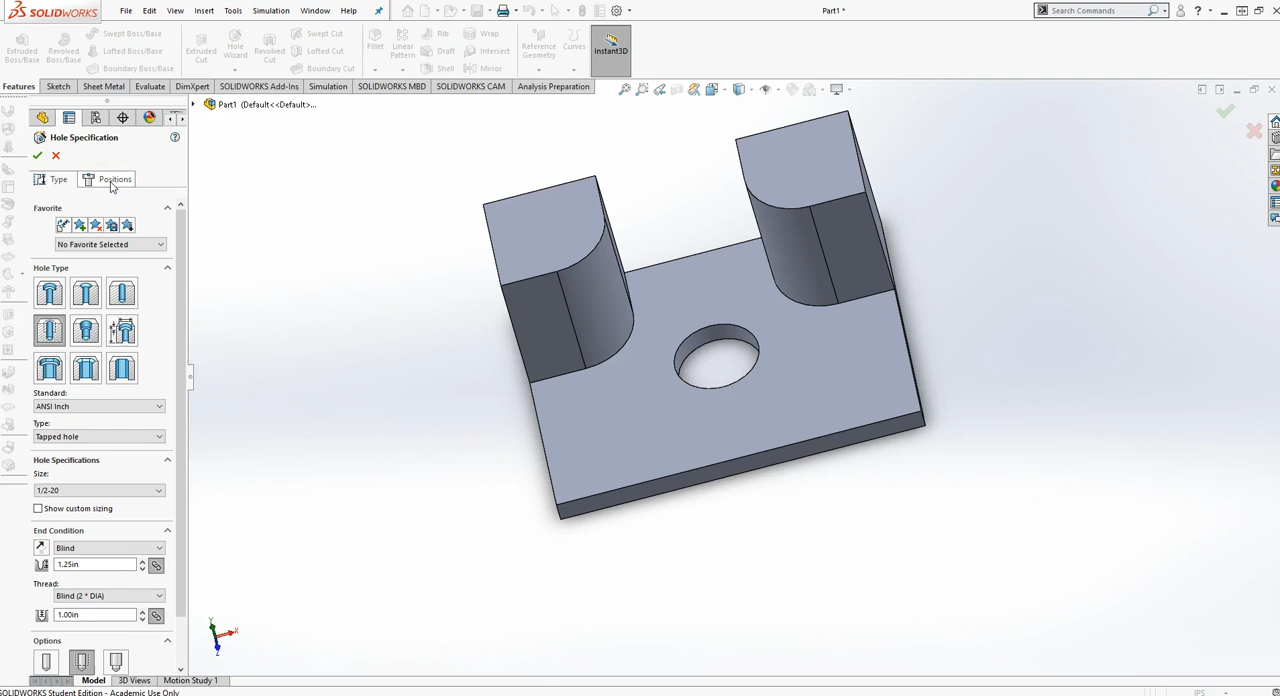 SOLIDWORKS File Edit View Insert Tools Simulation Window Help Part1 * Search Commands ?
Extruded Boss/Base
Revolved Boss/Base
Swept Boss/Base
Lofted Boss/Base
Boundary Boss/Base
Extruded Cut
Hole Wizard
Revolved Cut
Swept Cut
Lofted Cut
Boundary Cut
Fillet
Linear Pattern
Rib
Draft
Shell
Wrap
Intersect
Mirror
Reference Geometry
Curves
Instant3D
Features Sketch Sheet Metal Evaluate DimXpert SOLIDWORKS Add-Ins Simulation SOLIDWORKS MBD SOLIDWORKS CAM Analysis Preparation
Part1 (Default<<Default>...
Hole Specification
Type Positions
Favorite
No Favorite Selected
Hole Type
Standard:
ANSI Inch
Type:
Tapped hole
Hole Specifications
Size:
1/2-20
Show custom sizing
End Condition
Blind
1.25in
Thread:
Blind (2 * DIA)
1.00in
Options
Y
X
Z
Model 3D Views Motion Study 1
SOLIDWORKS Student Edition - Academic Use Only IPS